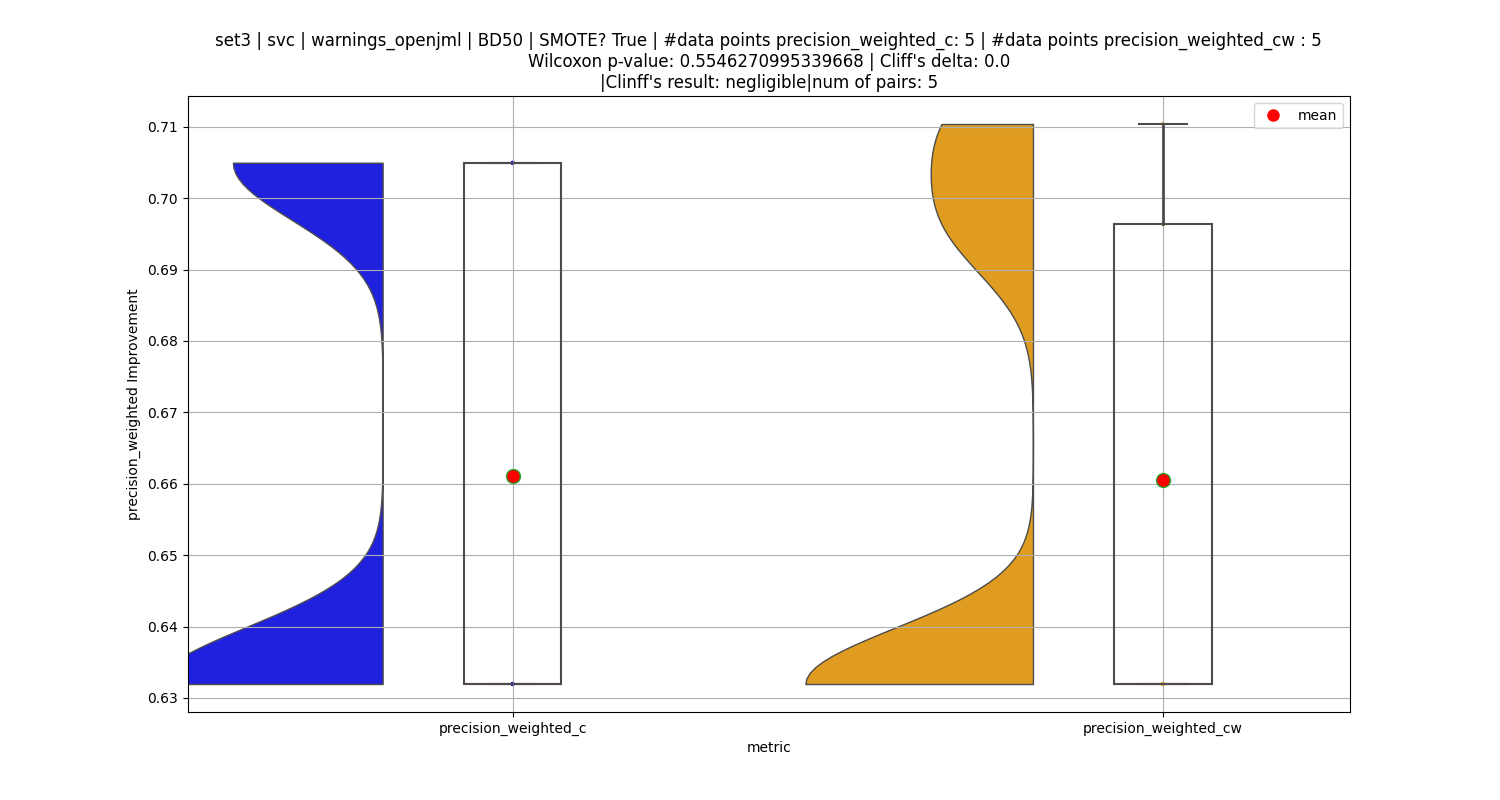 set3 | svc | warnings_openjml | BD50 | SMOTE? True | #data points precision_weighted_c: 5 | #data points precision_weighted_cw : 5
Wilcoxon p-value: 0.5546270995339668 | Cliff's delta: 0.0
|Clinff's result: negligible|num of pairs: 5
mean
0.71
0.70
0.69
0.68
0.67
0.66
0.65
0.64
0.63
precision_weighted Improvement
precision_weighted_c
precision_weighted_cw
metric